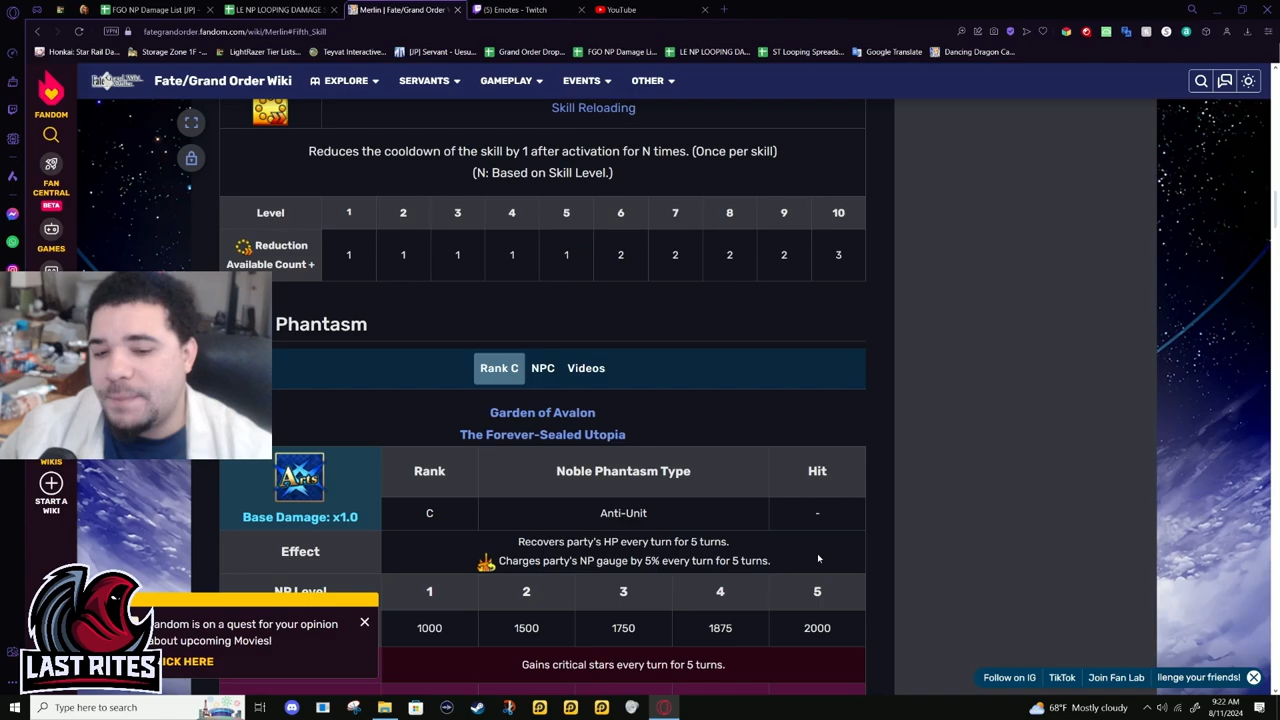 FGO NP Damage List [JP] -
LE NP LOOPING DAMAGE
Merlin | Fate/Grand Order
(5) Emotes - Twitch
YouTube
VPN
fategrandorder.fandom.com/wiki/Merlin#Fifth_Skill
Honkai: Star Rail Da...
Storage Zone 1F -...
LightRazer Tier Lists...
Teyvat Interactive...
(JP) Servant - Uesu...
Grand Order Drop...
FGO NP Damage Li...
LE NP LOOPING DA...
ST Looping Spreads...
Google Translate
Dancing Dragon Ca...
Fate/Grand Order Wiki
EXPLORE
SERVANTS
GAMEPLAY
EVENTS
OTHER
FANDOM
FAN
CENTRAL
BETA
GAMES
Skill Reloading
Reduces the cooldown of the skill by 1 after activation for N times. (Once per skill)
(N: Based on Skill Level.)
Level 1 2 3 4 5 6 7 8 9 10
Reduction
Available Count + 1 1 1 1 1 2 2 2 2 3
Phantasm
Rank C NPC Videos
Garden of Avalon
The Forever-Sealed Utopia
Arts
Base Damage: x1.0
Rank Noble Phantasm Type Hit
C Anti-Unit -
Effect
Recovers party's HP every turn for 5 turns.
Charges party's NP gauge by 5% every turn for 5 turns.
NP Level 1 2 3 4 5
1000 1500 1750 1875 2000
Gains critical stars every turn for 5 turns.
WIKIS
START A
WIKI
andom is on a quest for your opinion
about upcoming Movies!
ICK HERE
LAST RITES
Follow on IG
TikTok
Join Fan Lab
llenge your friends!
Type here to search
68°F Mostly cloudy
9:22 AM
8/11/2024